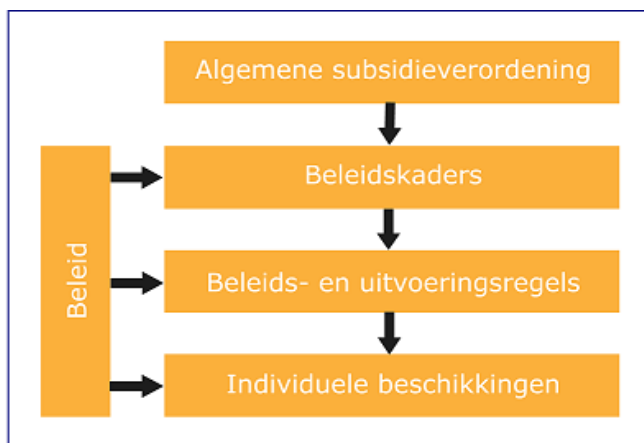 Algemene subsidieverordening
Beleid
Beleidskaders
Beleids- en uitvoeringsregels
Individuele beschikkingen